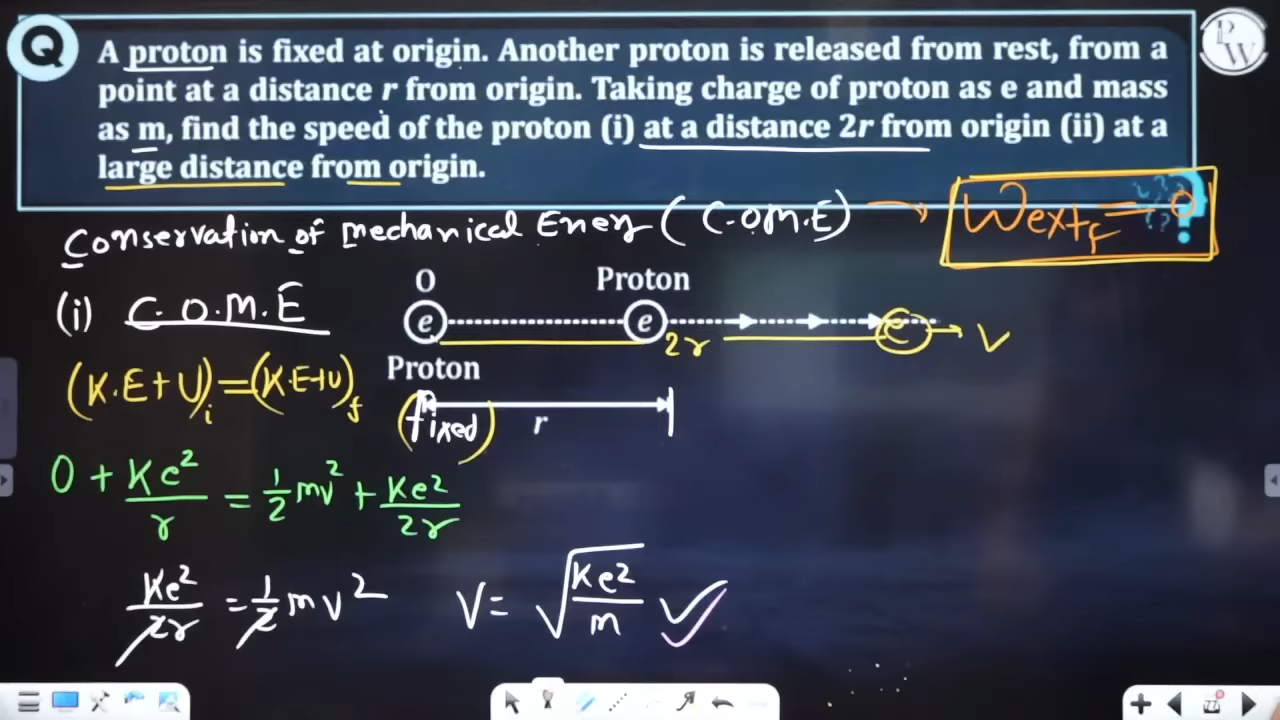 Q
A proton is fixed at origin. Another proton is released from rest, from a
point at a distance r from origin. Taking charge of proton as e and mass
as m, find the speed of the proton (i) at a distance 2r from origin (ii) at a
large distance from origin.
PW
Conservation of mechanical Enery ( C.O.M.E) → Wextf = 0
???
(i) C.O.M.E
O Proton
e e 2r e → V
Proton
(fixed) r
(K.E+U)i = (K.E+U)f
0 + Ke²/r = 1/2 mv² + Ke²/2r
Ke²/2r = 1/2 mv² V = √Ke²/m
77